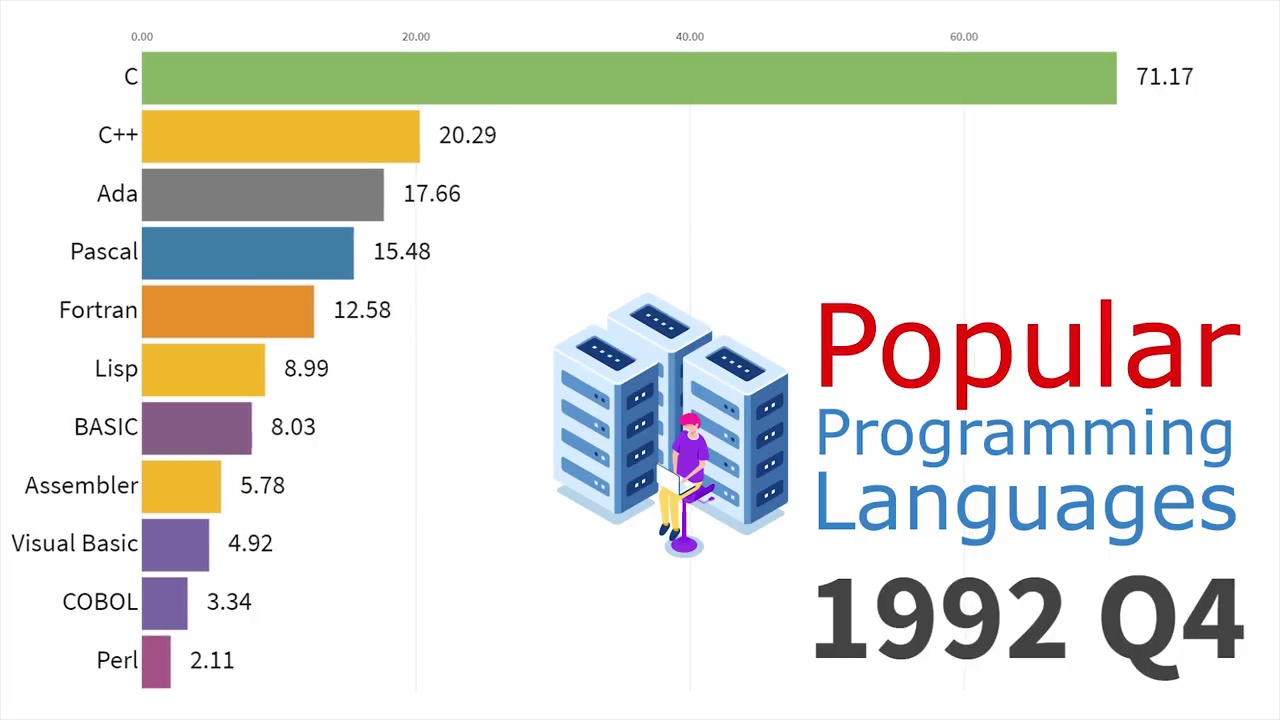 0.00 20.00 40.00 60.00
C 71.17
C++ 20.29
Ada 17.66
Pascal 15.48
Fortran 12.58
Lisp 8.99
BASIC 8.03
Assembler 5.78
Visual Basic 4.92
COBOL 3.34
Perl 2.11
Popular
Programming
Languages
1992 Q4